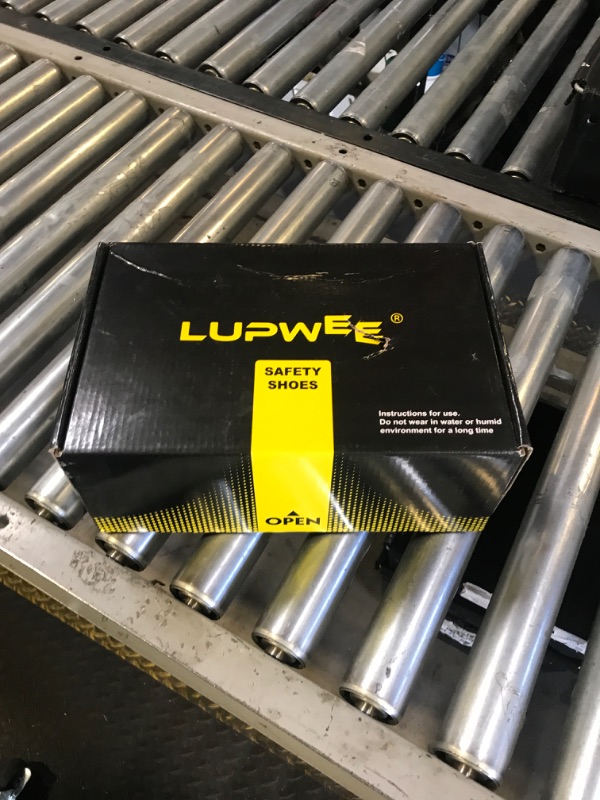 LUPWEE®
SAFETY
SHOES
Instructions for use.
Do not wear in water or humid
environment for a long time
OPEN